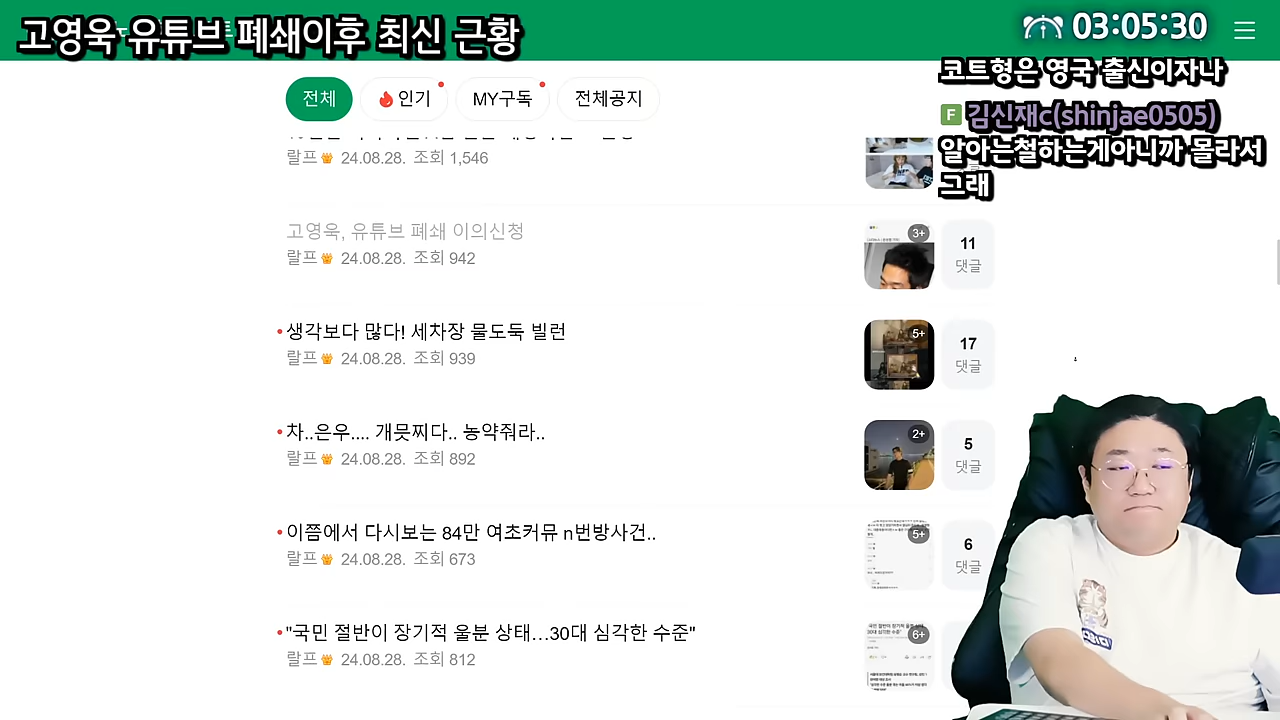 고영욱 유튜브 폐쇄이후 최신 근황
03:05:30
코트형은 영국 출신이자나
F 김신재c(shinjae0505)
알아는철하는게아니까 몰라서
그래
전체
인기
MY구독
전체공지
랄프 24.08.28. 조회 1,546
고영욱, 유튜브 폐쇄 이의신청
랄프 24.08.28. 조회 942
3+
11
댓글
생각보다 많다! 세차장 물도둑 빌런
랄프 24.08.28. 조회 939
5+
17
댓글
차..은우.... 개믓찌다.. 농약줘라..
랄프 24.08.28. 조회 892
2+
5
댓글
이쯤에서 다시보는 84만 여초커뮤 n번방사건..
랄프 24.08.28. 조회 673
5+
6
댓글
"국민 절반이 장기적 울분 상태…30대 심각한 수준"
랄프 24.08.28. 조회 812
6+